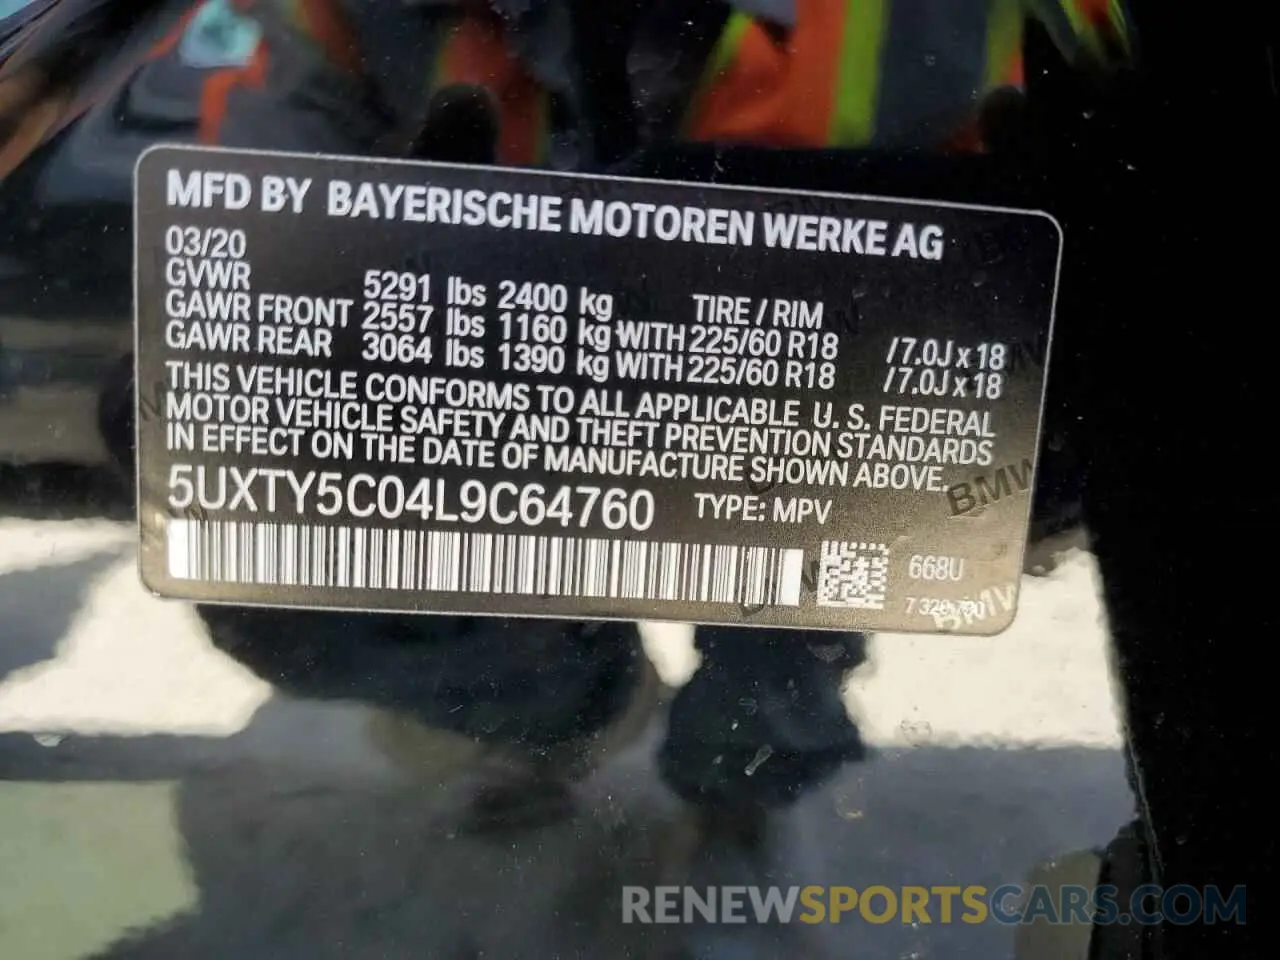 MFD BY BAYERISCHE MOTOREN WERKE AG
03/20
GVWR 5291 lbs 2400 kg TIRE / RIM
GAWR FRONT 2557 lbs 1160 kg WITH 225/60 R18 / 7.0J x 18
GAWR REAR 3064 lbs 1390 kg WITH 225/60 R18 / 7.0J x 18
THIS VEHICLE CONFORMS TO ALL APPLICABLE U. S. FEDERAL
MOTOR VEHICLE SAFETY AND THEFT PREVENTION STANDARDS
IN EFFECT ON THE DATE OF MANUFACTURE SHOWN ABOVE.
5UXTY5C04L9C64760 TYPE: MPV
BMW
668U
BMW
RENEWSPORTSCARS.COM